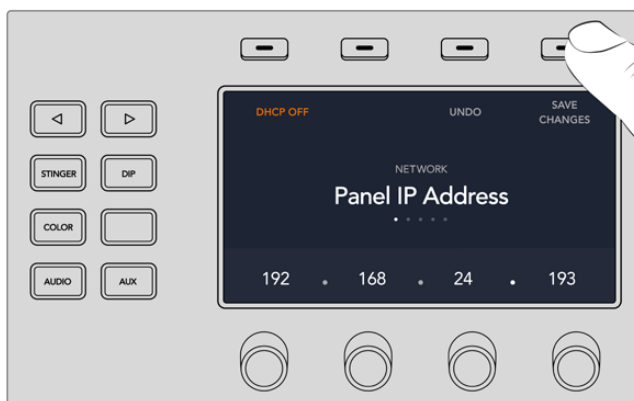 DHCP OFF
UNDO
SAVE
CHANGES
NETWORK
Panel IP Address
192 . 168 . 24 . 193
STINGER
DIP
COLOR
AUDIO
AUX